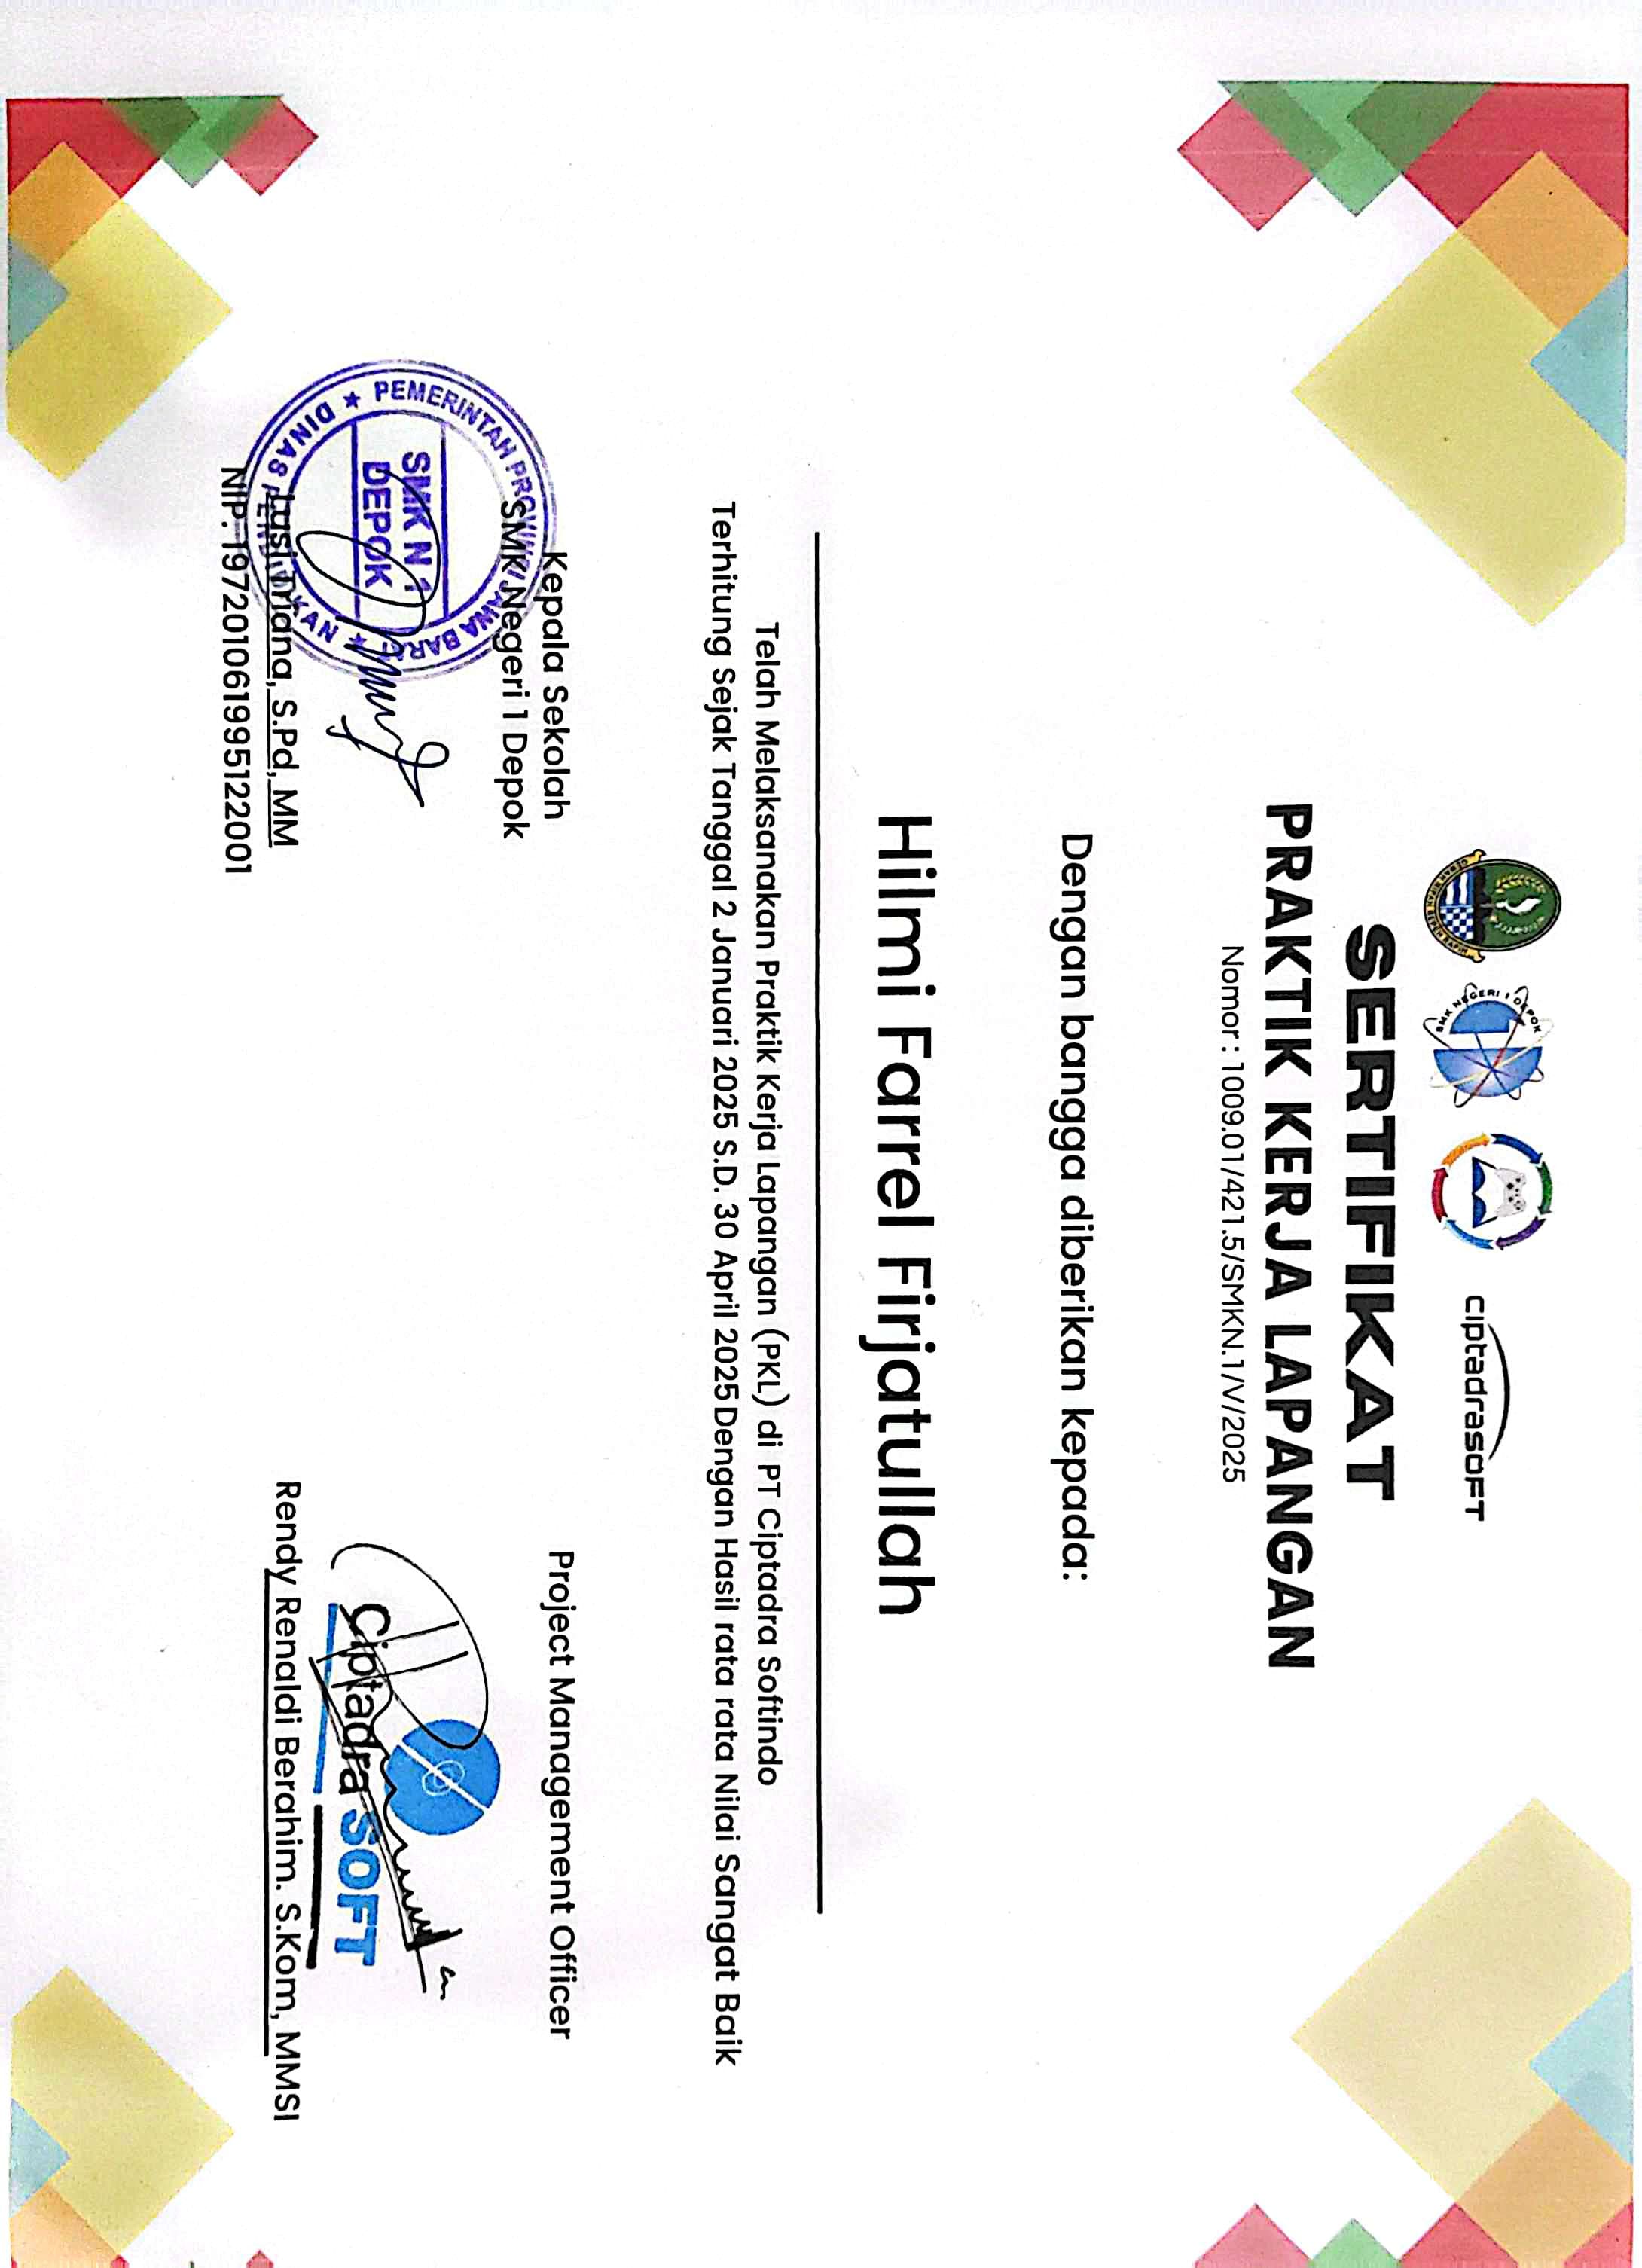 GEMAH RIPAH REPEH RAPIH
SMK NEGERI 1 DEPOK
ciptadrasOFT
SERTIFIKAT
PRAKTIK KERJA LAPANGAN
Nomor : 1009.01/421.5/SMKN.1/V/2025
Dengan bangga diberikan kepada:
Hilmi Farrel Firjatullah
Telah Melaksanakan Praktik Kerja Lapangan (PKL) di PT Ciptadra Softindo
Terhitung Sejak Tanggal 2 Januari 2025 S.D. 30 April 2025 Dengan Hasil rata rata Nilai Sangat Baik
Kepala Sekolah
SMK Negeri 1 Depok
PEMERINTAH PROVINSI JAWA BARAT
SMK N 1
DEPOK
DINAS PENDIDIKAN
Lusi Triana, S.Pd, MM
NIP. 197201061995122001
Project Management Officer
Ciptadra SOFT
Rendy Renaldi Berahim. S.Kom, MMSI